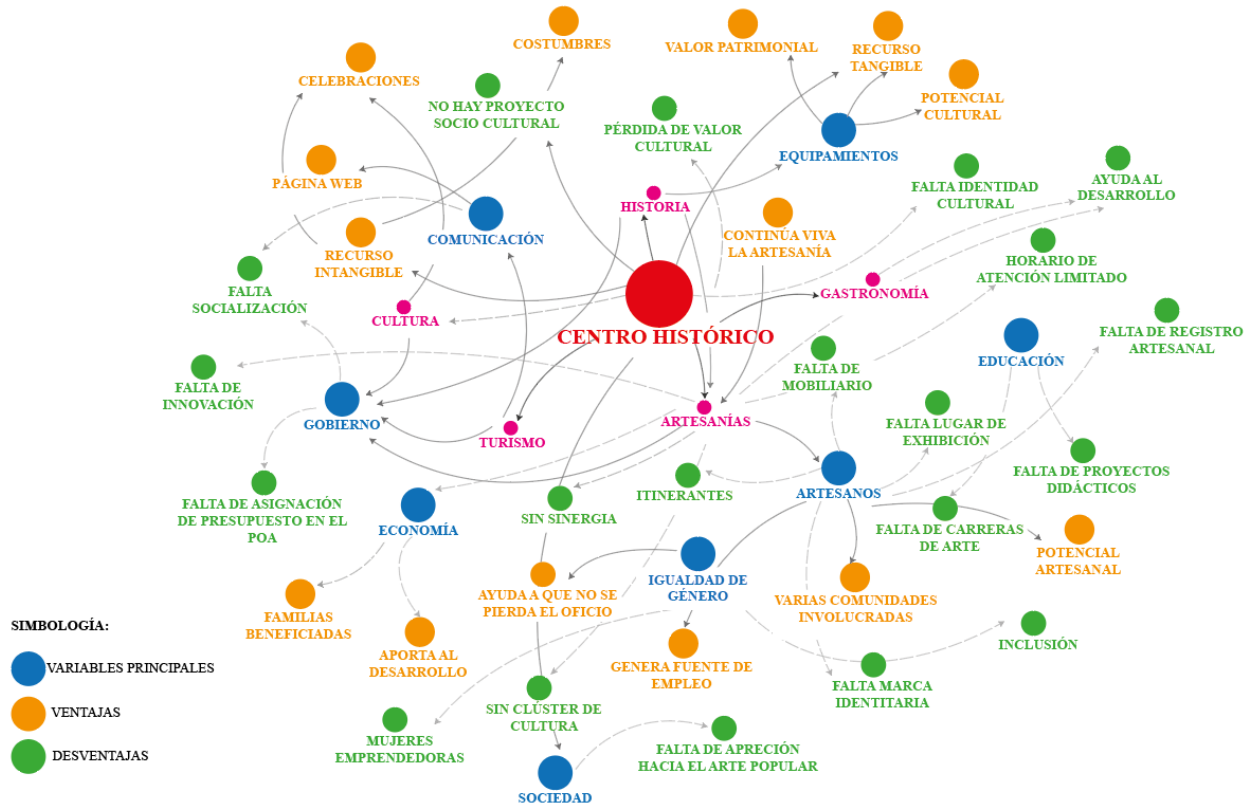 COSTUMBRES
VALOR PATRIMONIAL
RECURSO
TANGIBLE
CELEBRACIONES
NO HAY PROYECTO
SOCIO CULTURAL
POTENCIAL
CULTURAL
PÉRDIDA DE VALOR
CULTURAL
EQUIPAMIENTOS
PÁGINA WEB
FALTA IDENTIDAD
CULTURAL
AYUDA AL
DESARROLLO
HISTORIA
COMUNICACIÓN
CONTINÚA VIVA
LA ARTESANÍA
RECURSO
INTANGIBLE
HORARIO DE
ATENCIÓN LIMITADO
FALTA
SOCIALIZACIÓN
GASTRONOMÍA
CULTURA
CENTRO HISTÓRICO
FALTA DE REGISTRO
ARTESANAL
EDUCACIÓN
FALTA DE
INNOVACIÓN
FALTA DE
MOBILIARIO
GOBIERNO
ARTESANÍAS
TURISMO
FALTA LUGAR DE
EXHIBICIÓN
FALTA DE PROYECTOS
DIDÁCTICOS
ITINERANTES
ARTESANOS
FALTA DE ASIGNACIÓN
DE PRESUPUESTO EN EL
POA
ECONOMÍA
SIN SINERGIA
FALTA DE CARRERAS
DE ARTE
POTENCIAL
ARTESANAL
IGUALDAD DE
GÉNERO
AYUDA A QUE NO SE
PIERDA EL OFICIO
VARIAS COMUNIDADES
INVOLUCRADAS
FAMILIAS
BENEFICIADAS
APORTA AL
DESARROLLO
GENERA FUENTE DE
EMPLEO
INCLUSIÓN
FALTA MARCA
IDENTITARIA
SIN CLÚSTER DE
CULTURA
MUJERES
EMPRENDEDORAS
FALTA DE APRECIÓN
HACIA EL ARTE POPULAR
SOCIEDAD
SIMBOLOGÍA:
VARIABLES PRINCIPALES
VENTAJAS
DESVENTAJAS